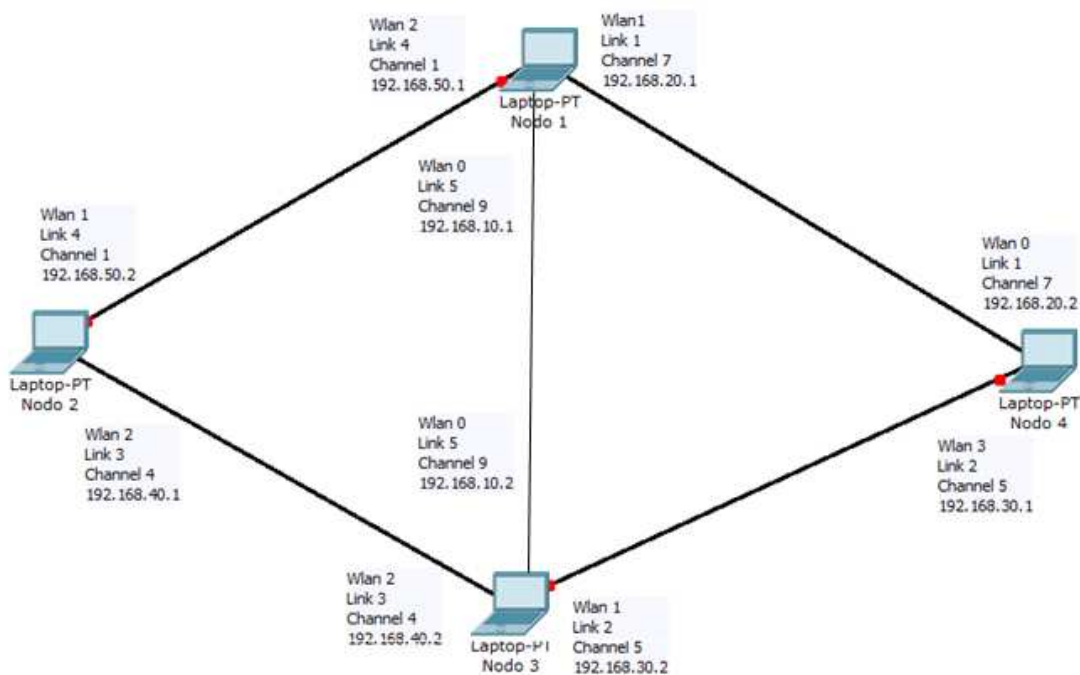 Wlan 2
Link 4
Channel 1
192.168.50.1
Wlan1
Link 1
Channel 7
192.168.20.1
Laptop-PT
Nodo 1
Wlan 0
Link 5
Channel 9
192.168.10.1
Wlan 1
Link 4
Channel 1
192.168.50.2
Wlan 0
Link 1
Channel 7
192.168.20.2
Laptop-PT
Nodo 2
Laptop-PT
Nodo 4
Wlan 2
Link 3
Channel 4
192.168.40.1
Wlan 0
Link 5
Channel 9
192.168.10.2
Wlan 3
Link 2
Channel 5
192.168.30.1
Wlan 2
Link 3
Channel 4
192.168.40.2
Laptop-PT
Nodo 3
Wlan 1
Link 2
Channel 5
192.168.30.2